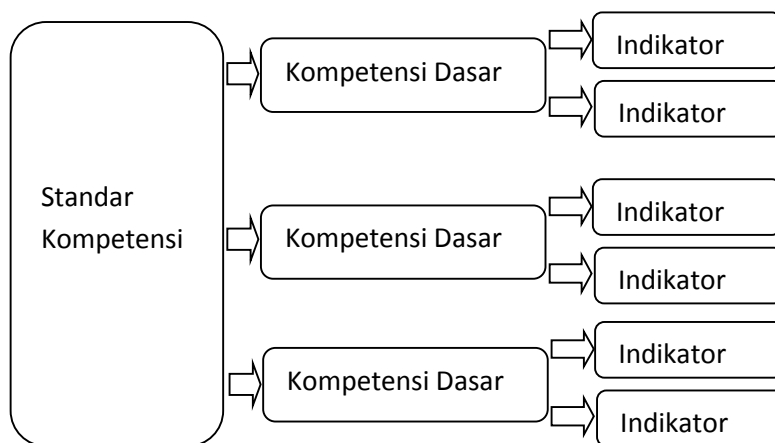 Standar
Kompetensi
Kompetensi Dasar
Indikator
Indikator
Kompetensi Dasar
Indikator
Indikator
Kompetensi Dasar
Indikator
Indikator